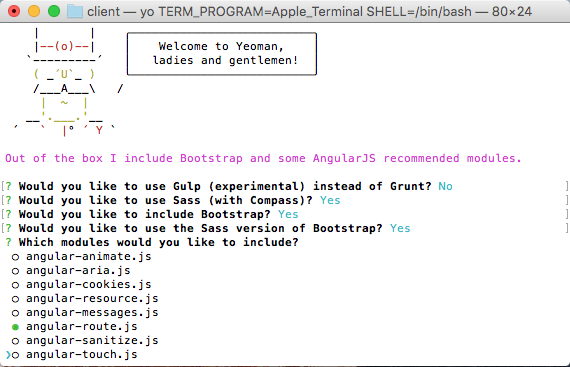 client — yo TERM_PROGRAM=Apple_Terminal SHELL=/bin/bash — 80×24
|       |
|--(o)--|
`---------´
( _´U`_ )
/___A___\   /
|  ~  |
__'.___.'__
´   `  |° ´ Y `
Welcome to Yeoman,
ladies and gentlemen!
Out of the box I include Bootstrap and some AngularJS recommended modules.
[? Would you like to use Gulp (experimental) instead of Grunt? No ]
[? Would you like to use Sass (with Compass)? Yes ]
[? Would you like to include Bootstrap? Yes ]
[? Would you like to use the Sass version of Bootstrap? Yes ]
? Which modules would you like to include?
○ angular-animate.js
○ angular-aria.js
○ angular-cookies.js
○ angular-resource.js
○ angular-messages.js
● angular-route.js
○ angular-sanitize.js
❯○ angular-touch.js